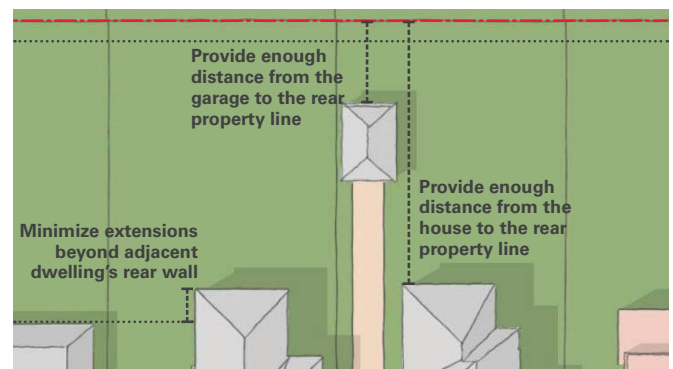 Provide enough
distance from the
garage to the rear
property line
Provide enough
distance from the
house to the rear
property line
Minimize extensions
beyond adjacent
dwelling's rear wall